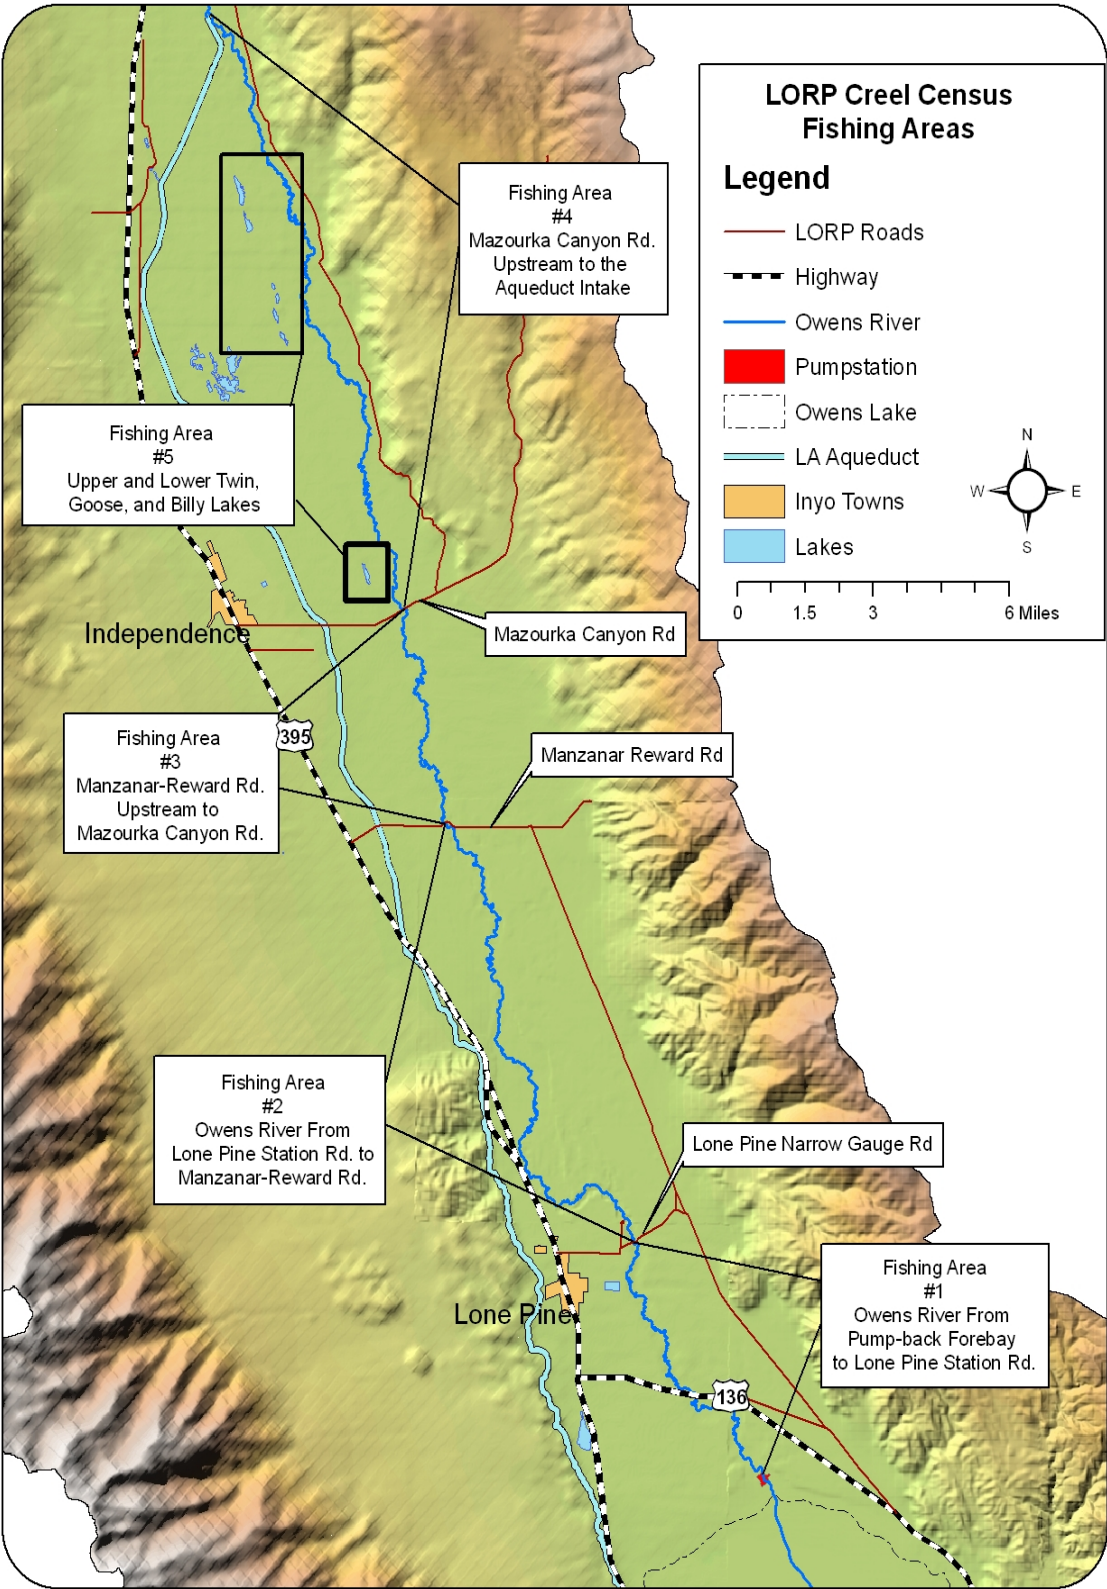 LORP Creel Census
Fishing Areas
Legend
LORP Roads
Highway
Owens River
Pumpstation
Owens Lake
LA Aqueduct
Inyo Towns
Lakes
N
W
E
S
0
1.5
3
6 Miles
Fishing Area
#4
Mazourka Canyon Rd.
Upstream to the
Aqueduct Intake
Fishing Area
#5
Upper and Lower Twin,
Goose, and Billy Lakes
Independence
Mazourka Canyon Rd
Fishing Area
#3
Manzanar-Reward Rd.
Upstream to
Mazourka Canyon Rd.
395
Manzanar Reward Rd
Fishing Area
#2
Owens River From
Lone Pine Station Rd. to
Manzanar-Reward Rd.
Lone Pine Narrow Gauge Rd
Fishing Area
#1
Owens River From
Pump-back Forebay
to Lone Pine Station Rd.
Lone Pine
136